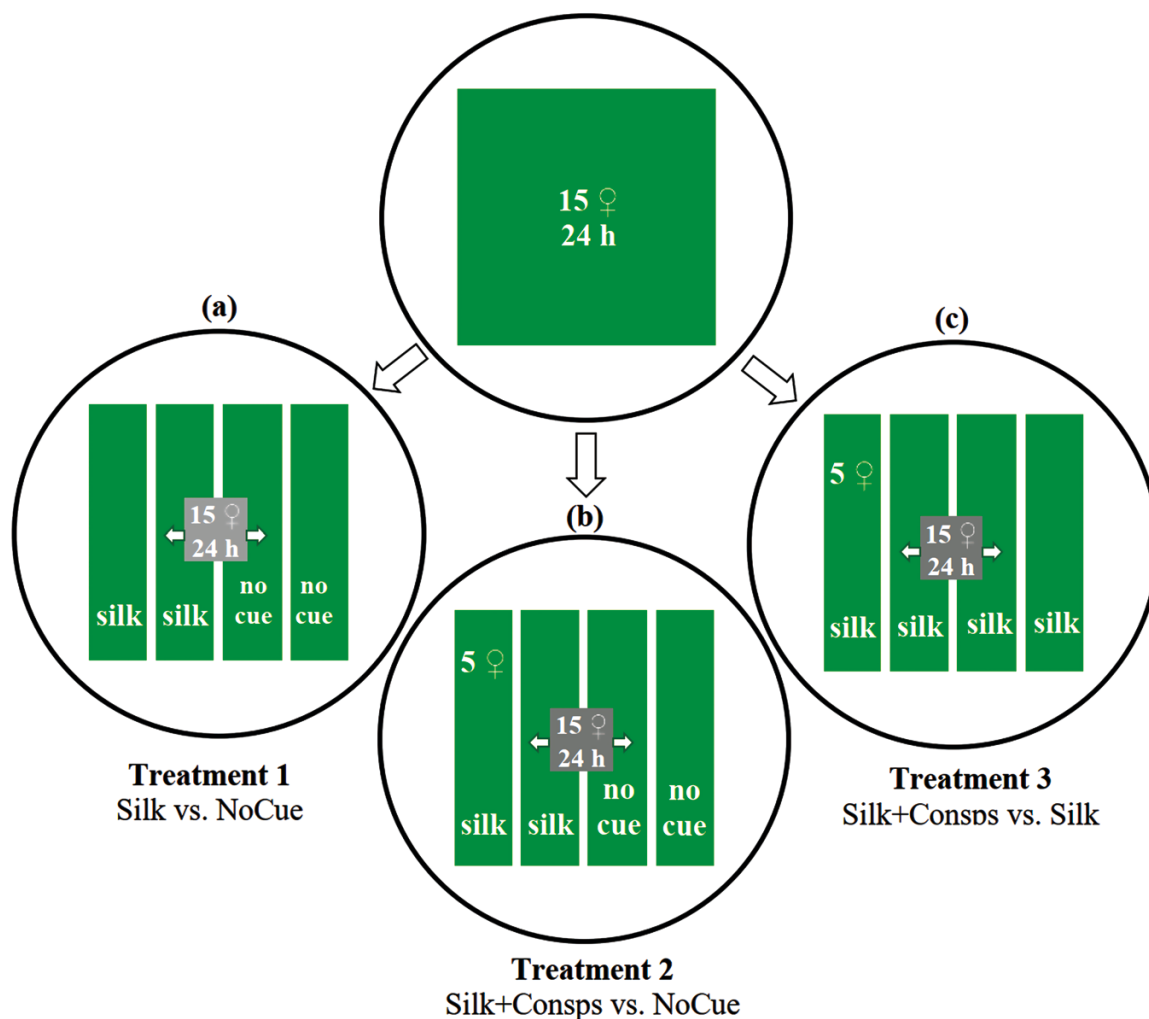 15 ♀
24 h
(a)
15 ♀
24 h
silk
silk
no
cue
no
cue
Treatment 1
Silk vs. NoCue
(b)
5 ♀
15 ♀
24 h
silk
silk
no
cue
no
cue
Treatment 2
Silk+Consps vs. NoCue
(c)
5 ♀
15 ♀
24 h
silk
silk
silk
silk
Treatment 3
Silk+Consps vs. Silk